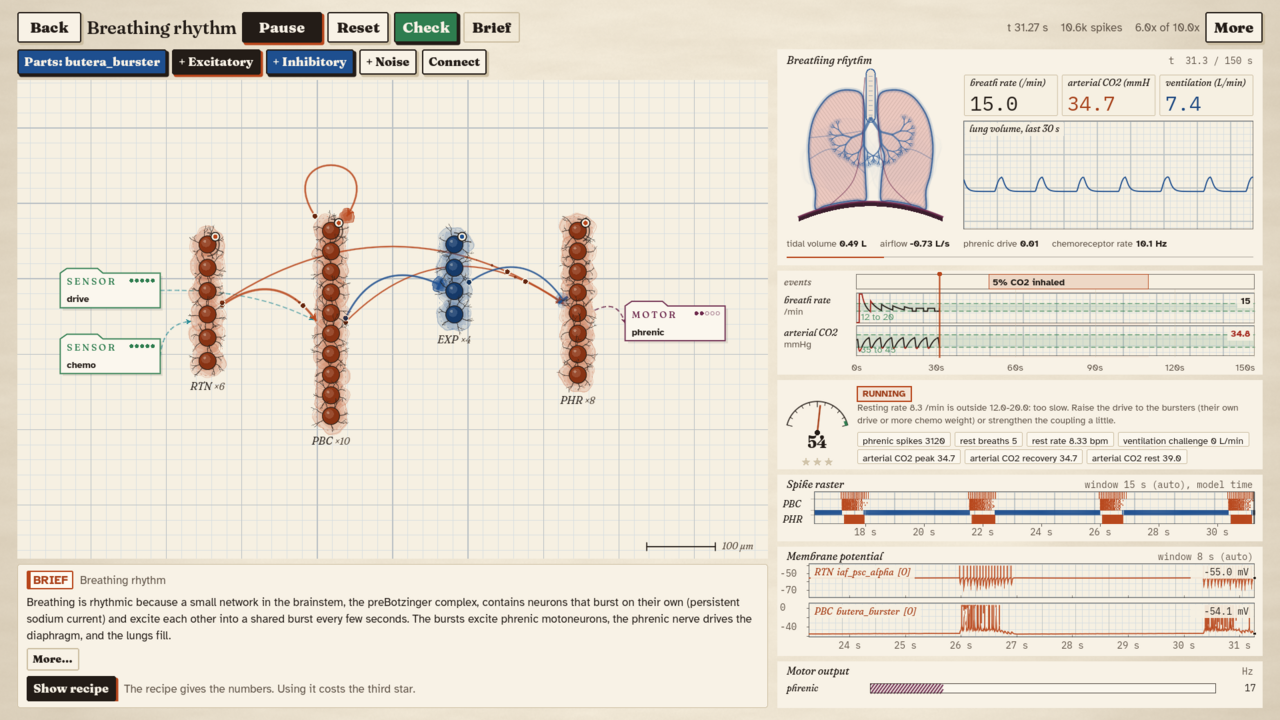 Back Breathing rhythm Pause Reset Check Brief
t 31.27 s 10.6k spikes 6.0x of 10.0x More
Parts: butera_burster + Excitatory + Inhibitory + Noise Connect
SENSOR
drive
SENSOR
chemo
RTN ×6
PBC ×10
EXP ×4
PHR ×8
MOTOR
phrenic
100 µm
BRIEF Breathing rhythm
Breathing is rhythmic because a small network in the brainstem, the preBotzinger complex, contains neurons that burst on their own (persistent
sodium current) and excite each other into a shared burst every few seconds. The bursts excite phrenic motoneurons, the phrenic nerve drives the
diaphragm, and the lungs fill.
More...
Show recipe The recipe gives the numbers. Using it costs the third star.
Breathing rhythm t 31.3 / 150 s
breath rate (/min) arterial CO2 (mmH ventilation (L/min)
15.0 34.7 7.4
lung volume, last 30 s
tidal volume 0.49 L airflow -0.73 L/s phrenic drive 0.01 chemoreceptor rate 10.1 Hz
events 5% CO2 inhaled
breath rate
/min
12 to 20
15
arterial CO2
mmHg
35 to 45
34.8
0s 30s 60s 90s 120s 150s
RUNNING
Resting rate 8.3 /min is outside 12.0-20.0: too slow. Raise the drive to the bursters (their own
drive or more chemo weight) or strengthen the coupling a little.
54
phrenic spikes 3120 rest breaths 5 rest rate 8.33 bpm ventilation challenge 0 L/min
arterial CO2 peak 34.7 arterial CO2 recovery 34.7 arterial CO2 rest 39.0
Spike raster window 15 s (auto), model time
PBC
PHR
18 s 20 s 22 s 24 s 26 s 28 s 30 s
Membrane potential window 8 s (auto)
-50
-70
RTN iaf_psc_alpha [0] -55.0 mV
0
-40
PBC butera_burster [0] -54.1 mV
24 s 25 s 26 s 27 s 28 s 29 s 30 s 31 s
Motor output Hz
phrenic 17